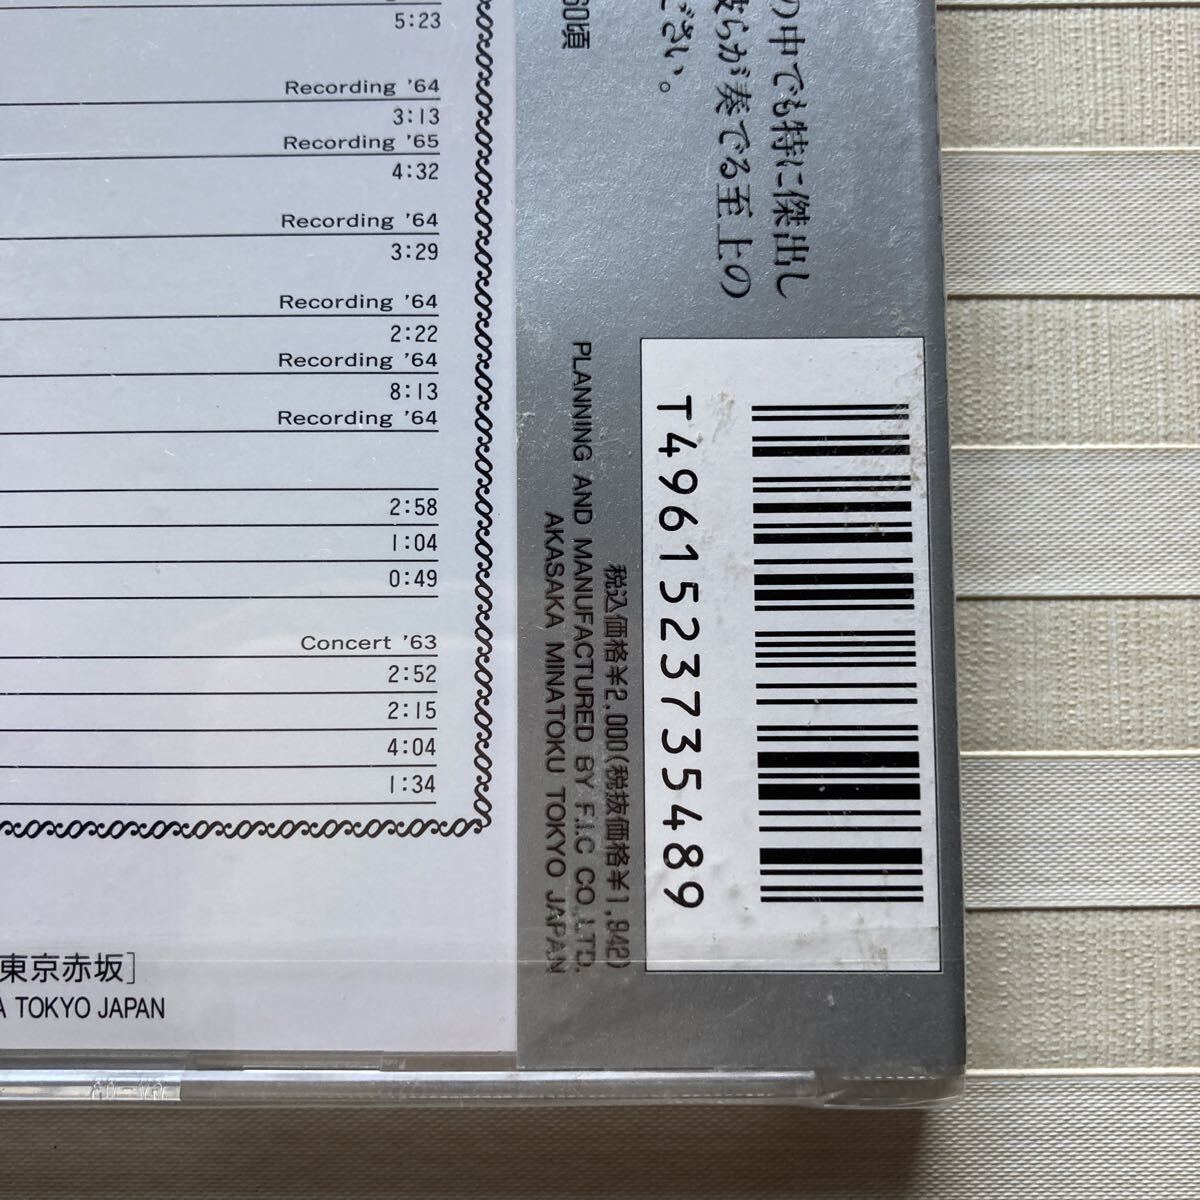 5:23
Recording '64
3:13
Recording '65
4:32
Recording '64
3:29
Recording '64
2:22
Recording '64
8:13
Recording '64
2:58
1:04
0:49
Concert '63
2:52
2:15
4:04
1:34
東京赤坂]
A TOKYO JAPAN
の中でも特に傑出し
彼らが奏でる至上の
ださい。
60頃
T4961523735489
税込価格¥2,000(税抜価格¥1,942)
PLANNING AND MANUFACTURED BY F.I.C CO.,LTD.
AKASAKA MINATOKU TOKYO JAPAN